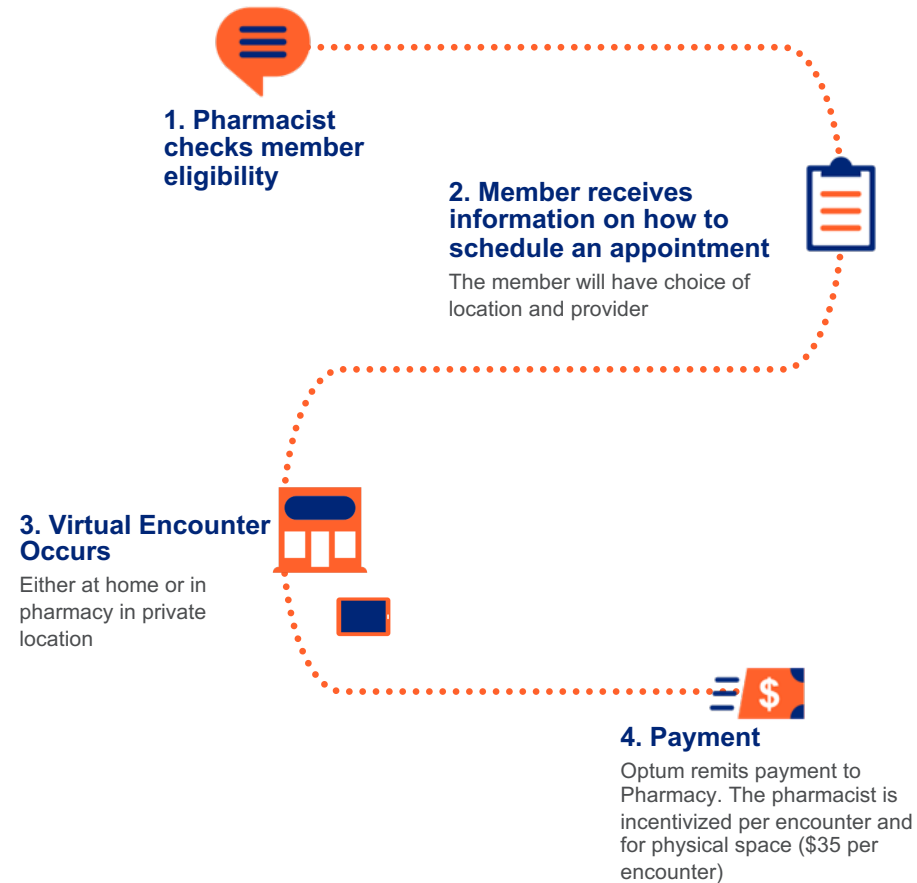 1. Pharmacist
checks member
eligibility
2. Member receives
information on how to
schedule an appointment
The member will have choice of
location and provider
3. Virtual Encounter
Occurs
Either at home or in
pharmacy in private
location
$
4. Payment
Optum remits payment to
Pharmacy. The pharmacist is
incentivized per encounter and
for physical space ($35 per
encounter)